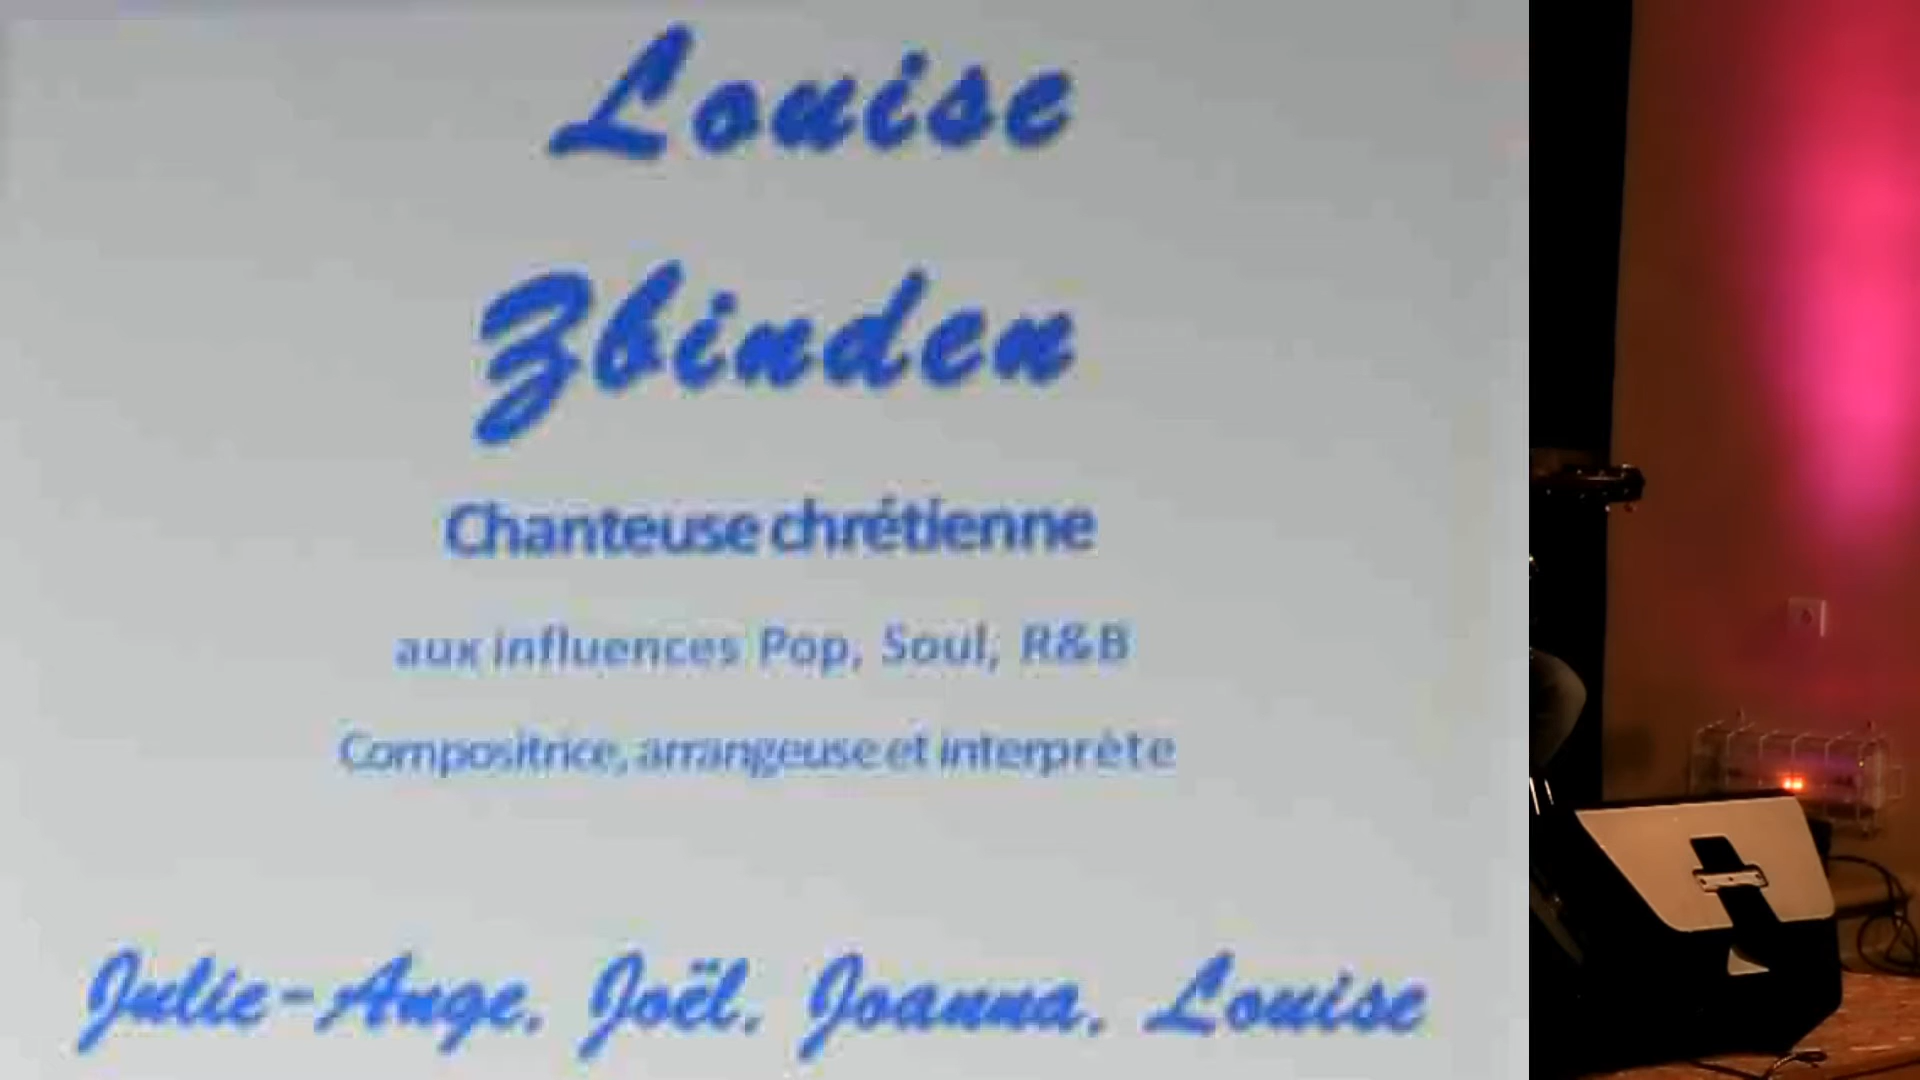 Louise
Zbinden
Chanteuse chrétienne
aux influences Pop, Soul, R&B
Compositrice, arrangeuse et interprète
Julie-Ange, Joël, Joanna, Louise